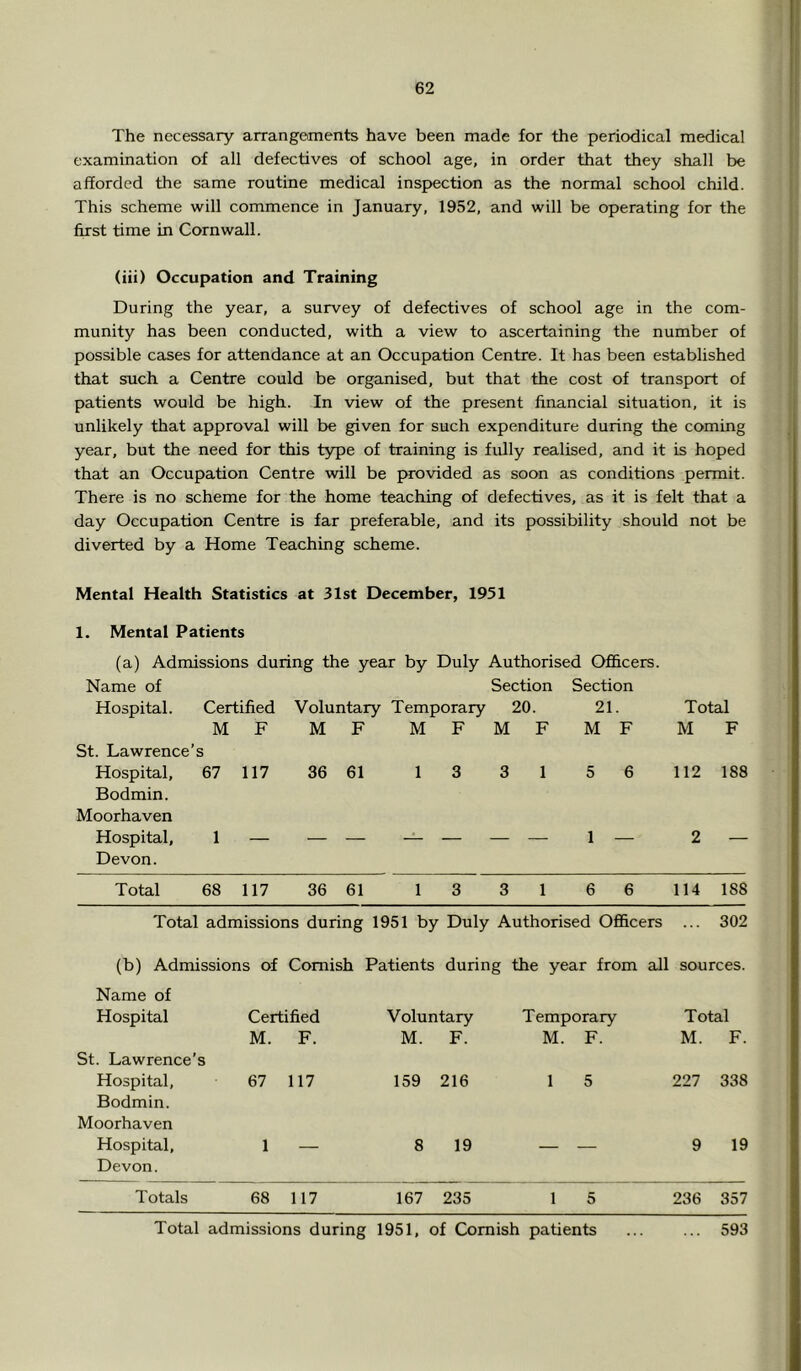 62
The necessary arrangements have been made for the periodical medical
examination of all defectives of school age, in order that they shall be
afforded the same routine medical inspection as the normal school child.
This scheme will commence in January, 1952, and will be operating for the
first time in Cornwall.
(iii) Occupation and Training
During the year, a survey of defectives of school age in the com-
munity has been conducted, with a view to ascertaining the number of
possible cases for attendance at an Occupation Centre. It has been established
that such a Centre could be organised, but that the cost of transport of
patients would be high. In view of the present financial situation, it is
unlikely that approval will be given for such expenditure during the coming
year, but the need for this type of training is fully realised, and it is hoped
that an Occupation Centre will be provided as soon as conditions permit.
There is no scheme for the home teaching of defectives, as it is felt that a
day Occupation Centre is far preferable, and its possibility should not be
diverted by a Home Teaching scheme.
Mental Health Statistics at 31st December, 1951
1. Mental Patients
(a) Admissions during the year by Duly Authorised Officers.
Name of Section Section
Hospital. Certified Voluntary Temporary 20. 21. Total
M F M F M F M F M F M F
St. Lawrence's
Hospital, 67 117 36 61 1 3 3 1 5 6 112 188
Bodmin.
Moorhaven
Hospital, 1 — — — — — — — 1 — 2 —
Devon.
Total 68 117 36 61 1 3 3 1 6 6 114 188
Total admissions during 1951 by Duly Authorised Officers ... 302
(b) Admissions of Cornish Patients during the year from all sources.
Name of
Hospital Certified Voluntary Temporary Total
M. F. M. F. M. F. M. F.
St. Lawrence's
Hospital, 67 117 159 216 1 5 227 338
Bodmin.
Moorhaven
Hospital, 1 — 8 19 — — 9 19
Devon.
Totals 68 117 167 235 1 5 236 357
Total admissions during 1951, of Cornish patients ... ... 593